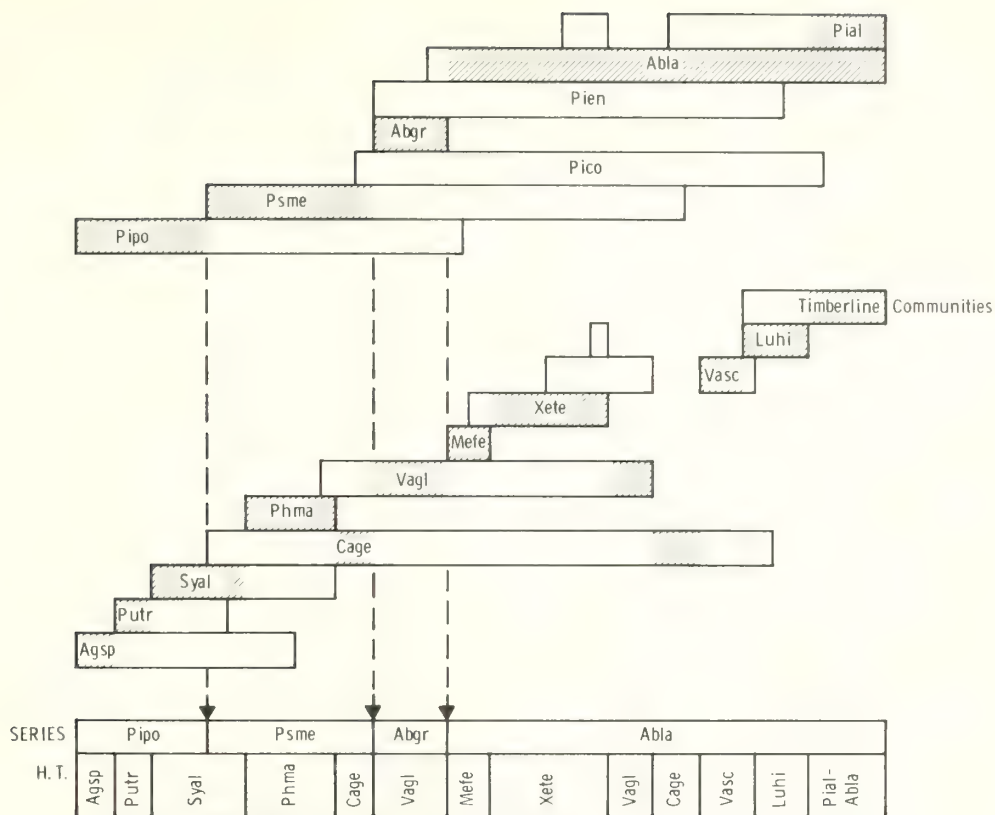 Pial
Abla
Pien
Abgr
Pico
Psme
Pipo
Timberline Communities
Luhi
Vasc
Xete
Mefe
Vagl
Phma
Cage
Syal
Putr
Agsp
SERIES Pipo Psme Abgr Abla
H.T. Agsp Putr Syal Phma Cage Vagl Mefe Xete Vagl Cage Vasc Luhi Pial-
Abla